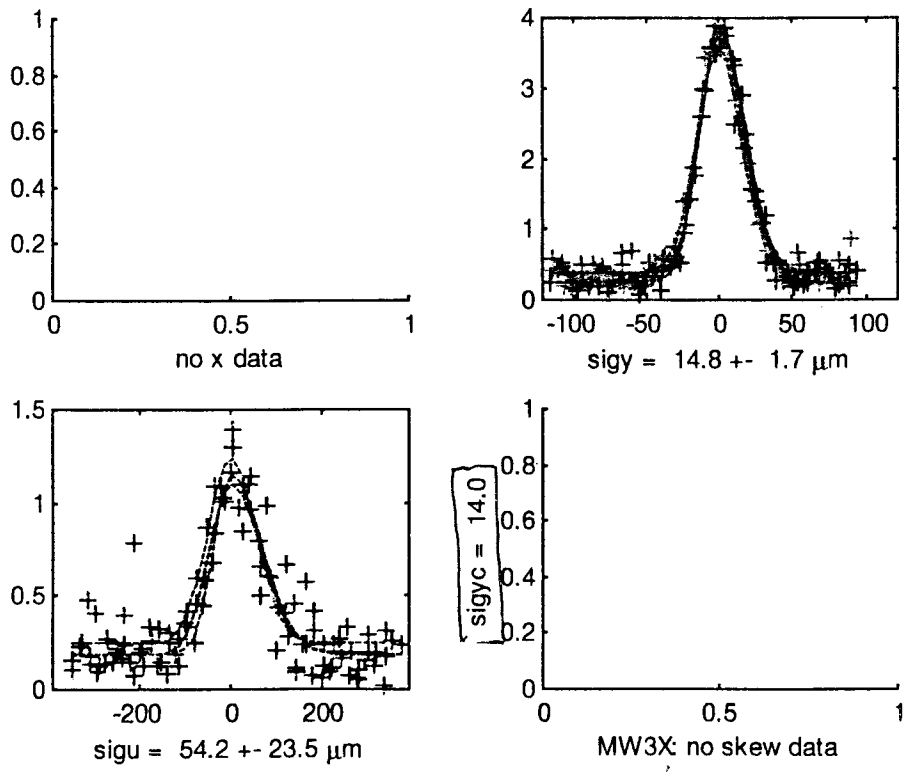 1
0.8
0.6
0.4
0.2
0
0 0.5 1
no x data
4
3
2
1
0
-100 -50 0 50 100
sigy = 14.8 +- 1.7 μm
1.5
1
0.5
0
-200 0 200
sigu = 54.2 +- 23.5 μm
sigyc = 14.0
1
0.8
0.6
0.4
0.2
0
0 0.5 1
MW3X: no skew data